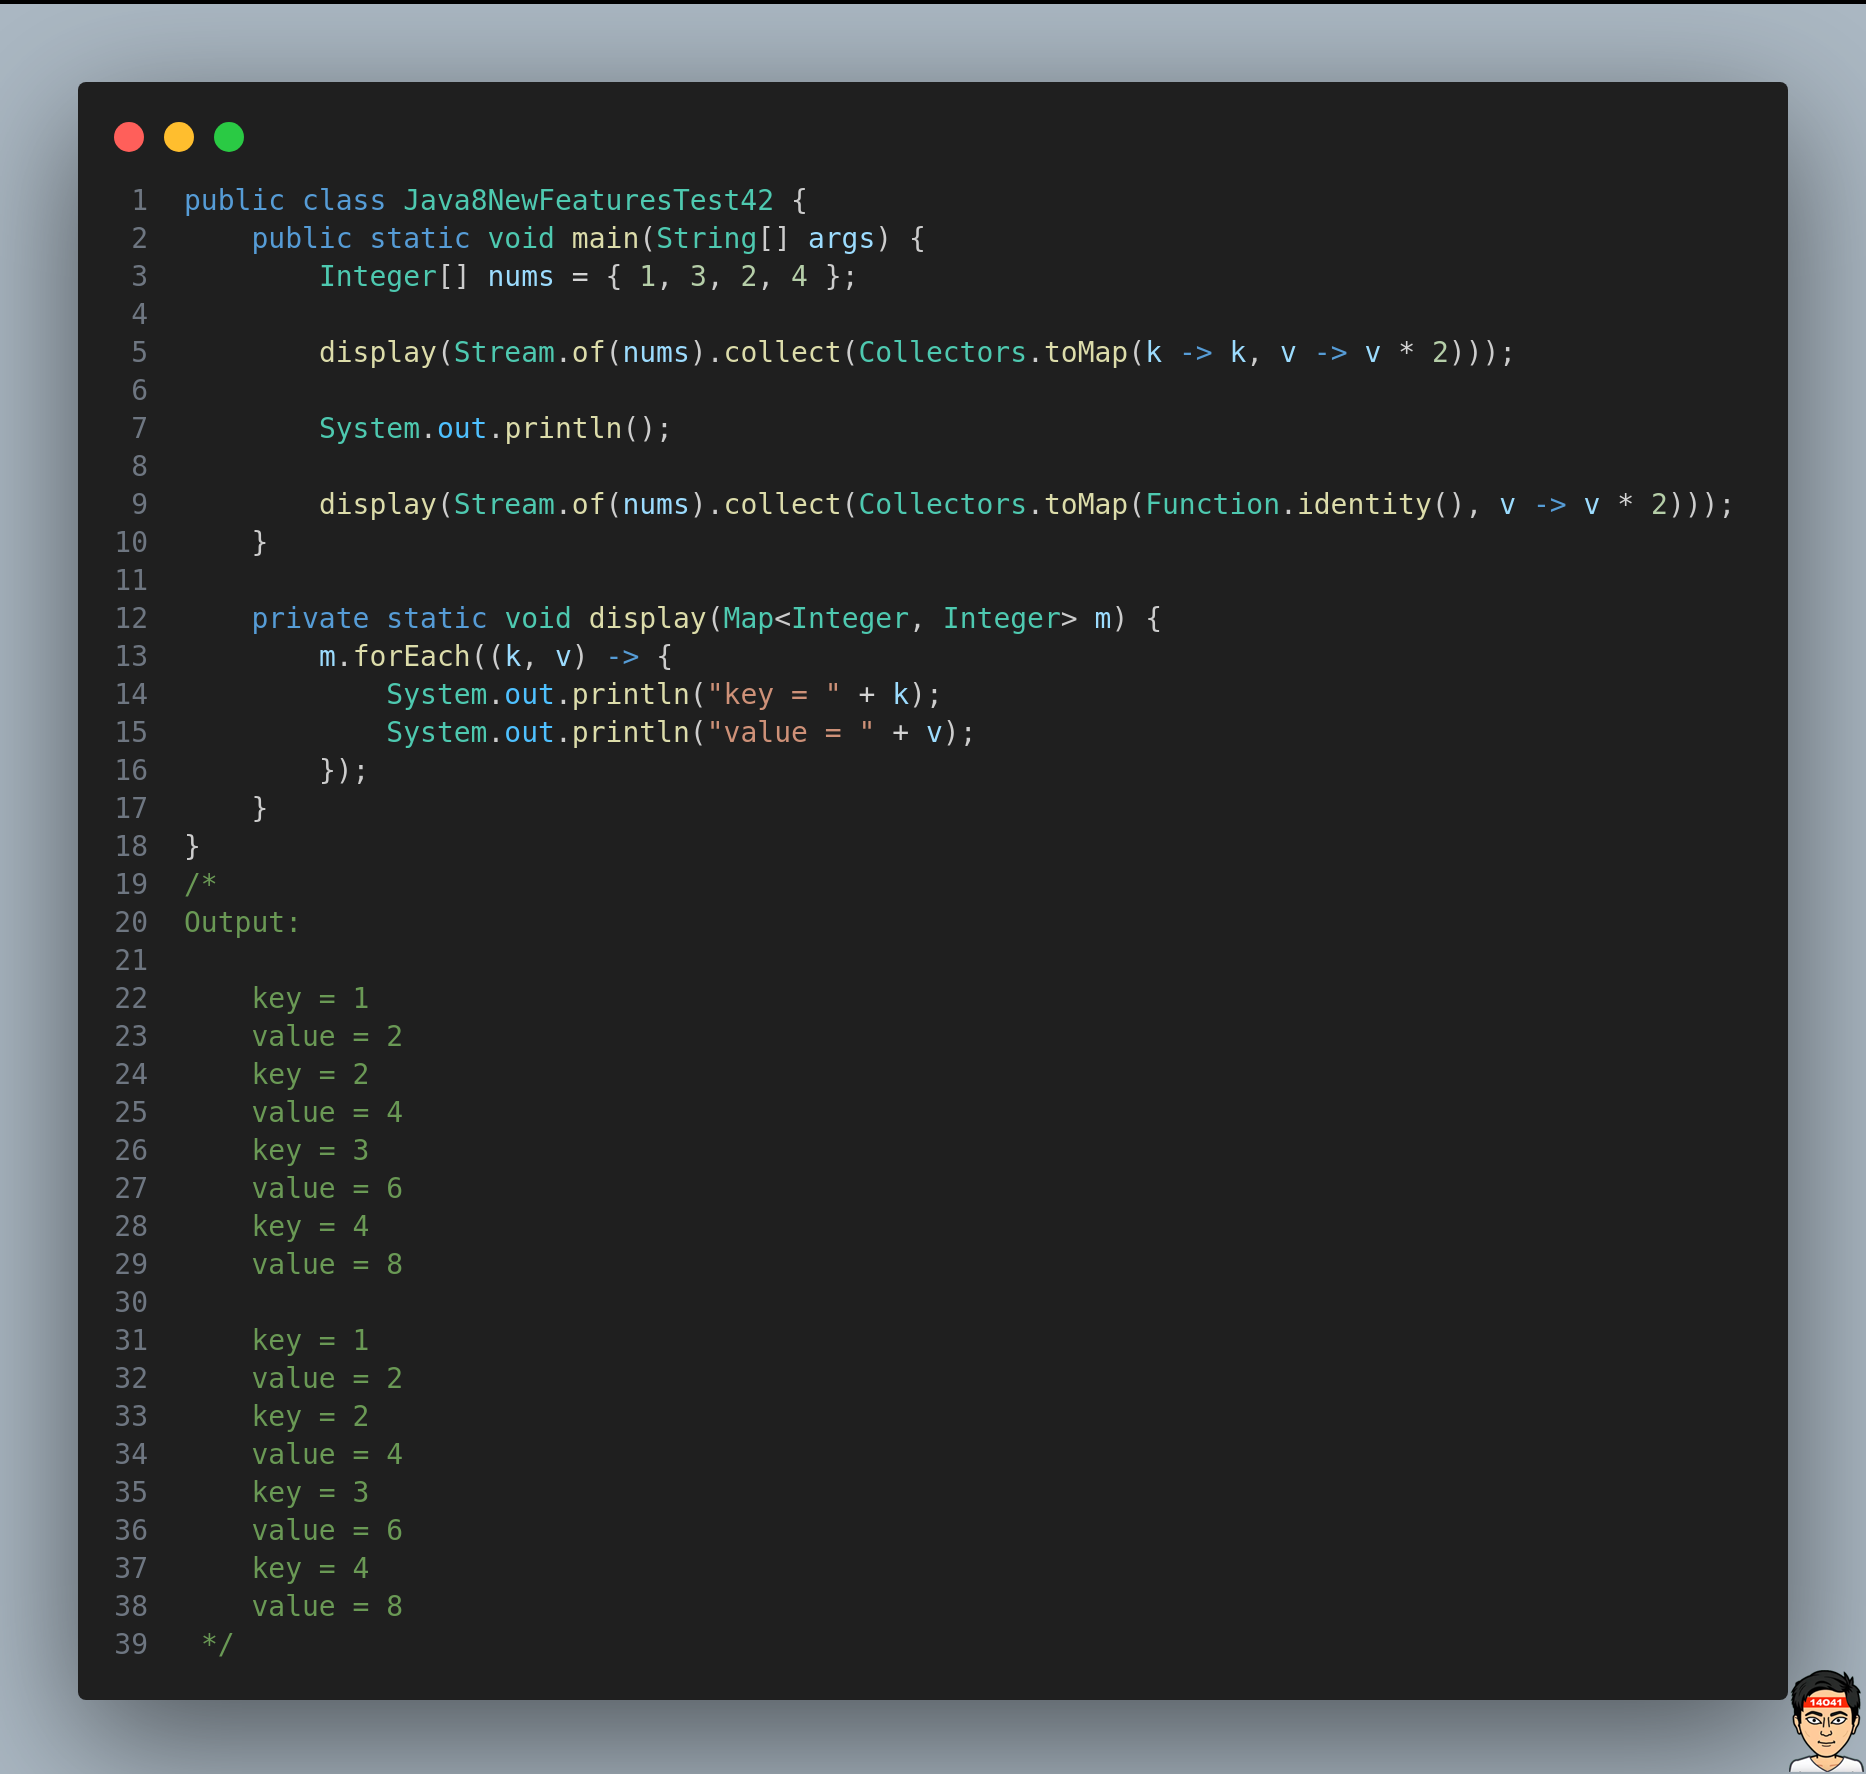 1 public class Java8NewFeaturesTest42 {
2     public static void main(String[] args) {
3         Integer[] nums = { 1, 3, 2, 4 };
4
5         display(Stream.of(nums).collect(Collectors.toMap(k -> k, v -> v * 2)));
6
7         System.out.println();
8
9         display(Stream.of(nums).collect(Collectors.toMap(Function.identity(), v -> v * 2)));
10     }
11
12     private static void display(Map<Integer, Integer> m) {
13         m.forEach((k, v) -> {
14             System.out.println("key = " + k);
15             System.out.println("value = " + v);
16         });
17     }
18 }
19 /*
20 Output:
21
22     key = 1
23     value = 2
24     key = 2
25     value = 4
26     key = 3
27     value = 6
28     key = 4
29     value = 8
30
31     key = 1
32     value = 2
33     key = 2
34     value = 4
35     key = 3
36     value = 6
37     key = 4
38     value = 8
39  */
14041